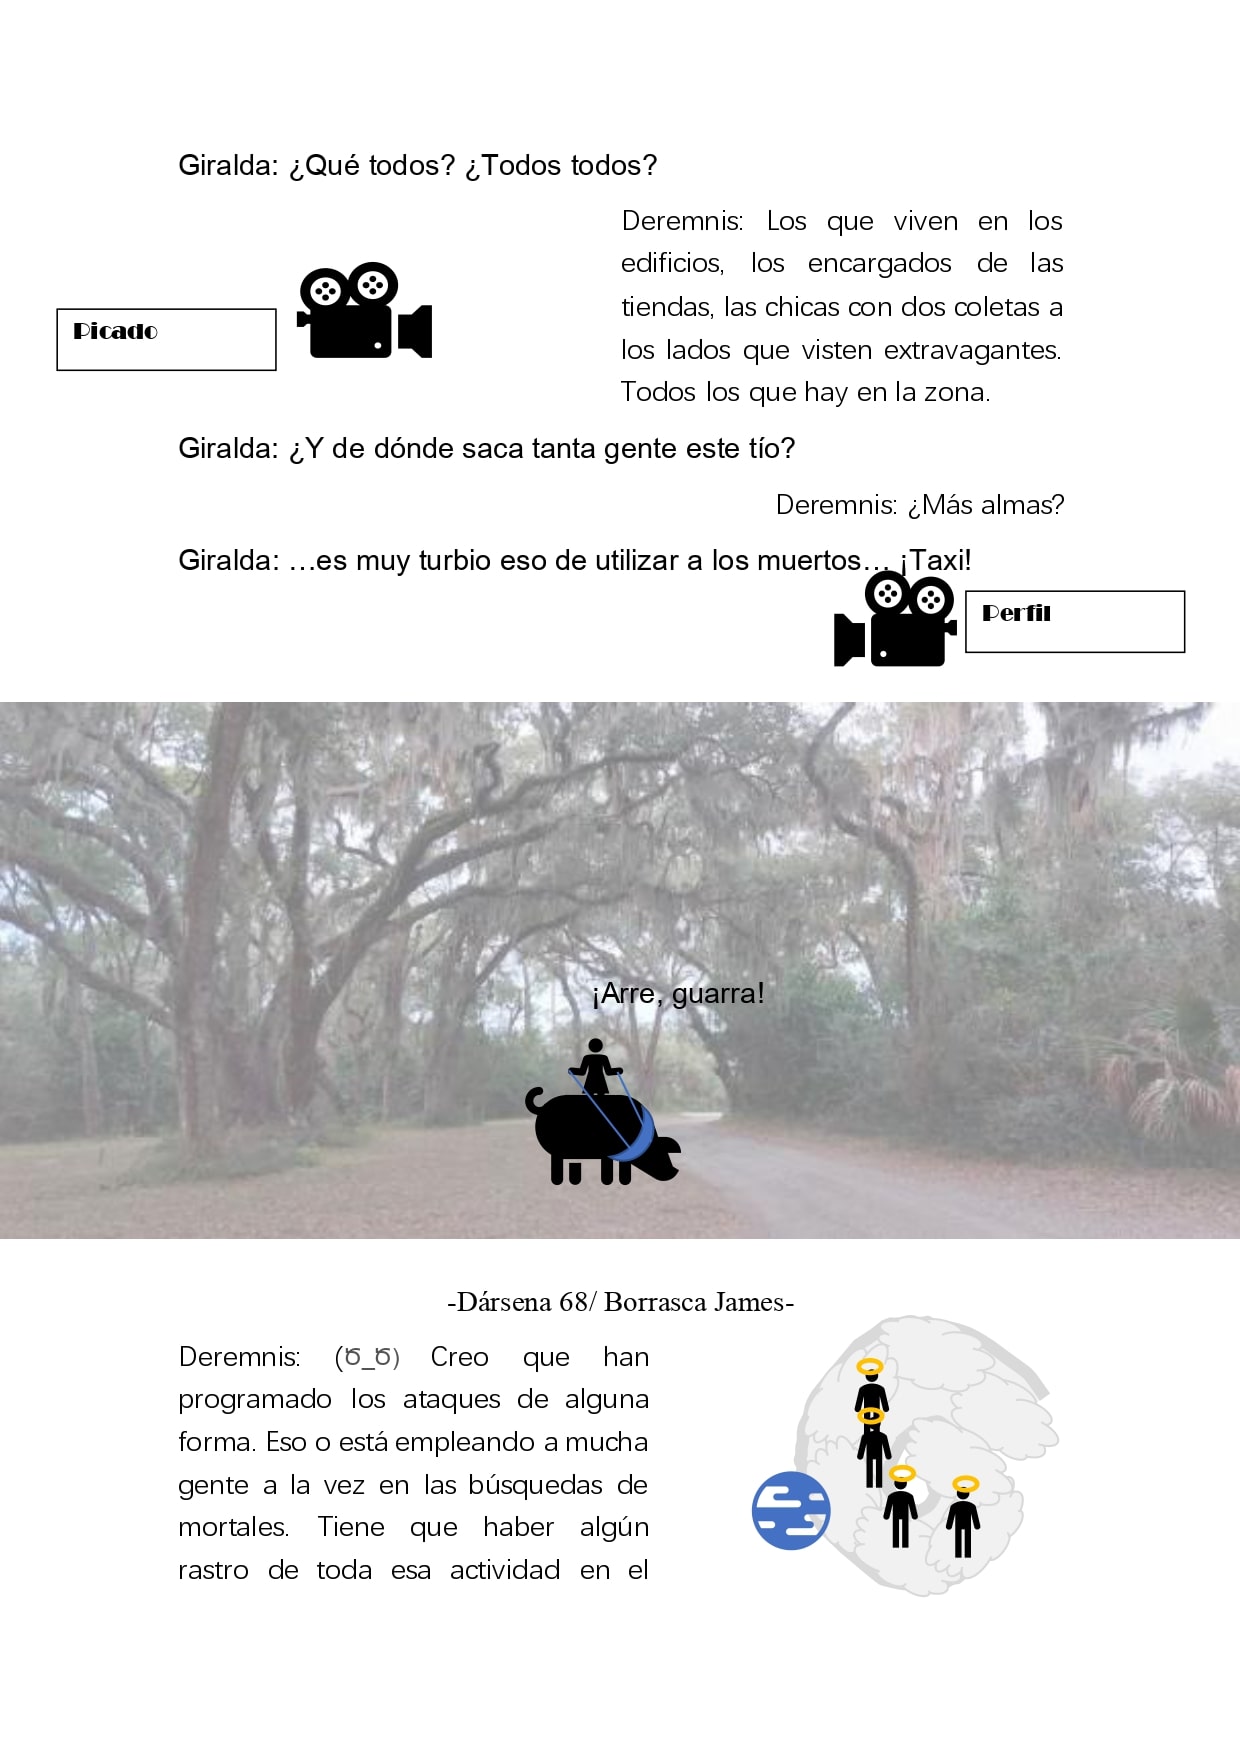 Giralda: ¿Qué todos? ¿Todos todos?
Deremnis: Los que viven en los
edificios, los encargados de las
tiendas, las chicas con dos coletas a
los lados que visten extravagantes.
Todos los que hay en la zona.
Picado
Giralda: ¿Y de dónde saca tanta gente este tío?
Deremnis: ¿Más almas?
Giralda: …es muy turbio eso de utilizar a los muertos… ¡Taxi!
Perfil
¡Arre, guarra!
-Dársena 68/ Borrasca James-
Deremnis: (Ծ_Ծ) Creo que han
programado los ataques de alguna
forma. Eso o está empleando a mucha
gente a la vez en las búsquedas de
mortales. Tiene que haber algún
rastro de toda esa actividad en el